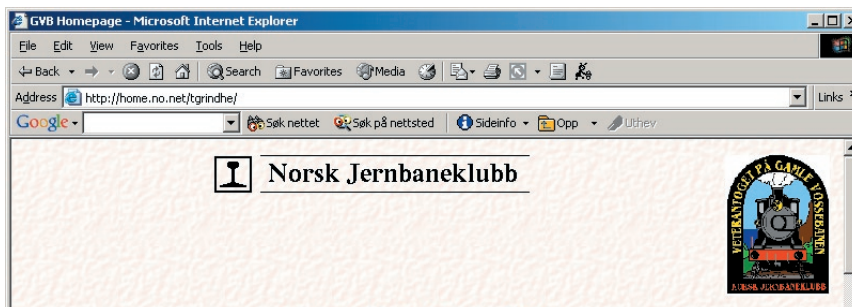 GVB Homepage - Microsoft Internet Explorer
File Edit View Favorites Tools Help
Back Search Favorites Media
Address http://home.no.net/tgrindhe/ Links
Google Søk nettet Søk på nettsted Sideinfo Opp Uthev
Norsk Jernbaneklubb
VETERANTOGET PÅ GAMLE VOSSEBANEN
NORSK JERNBANEKLUBB